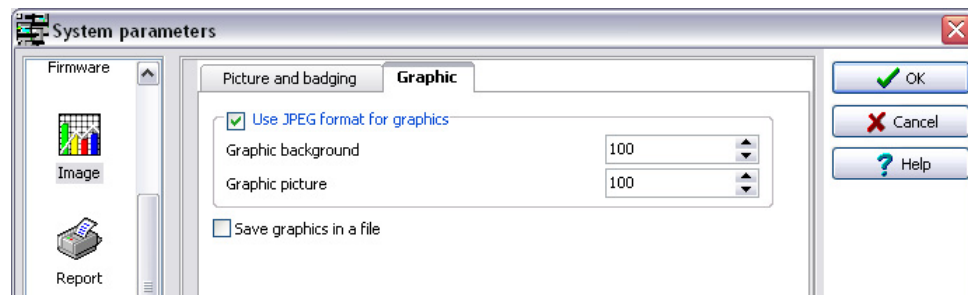 System parameters
Firmware
Image
Report
Picture and badging
Graphic
Use JPEG format for graphics
Graphic background 100
Graphic picture 100
Save graphics in a file
OK
Cancel
Help